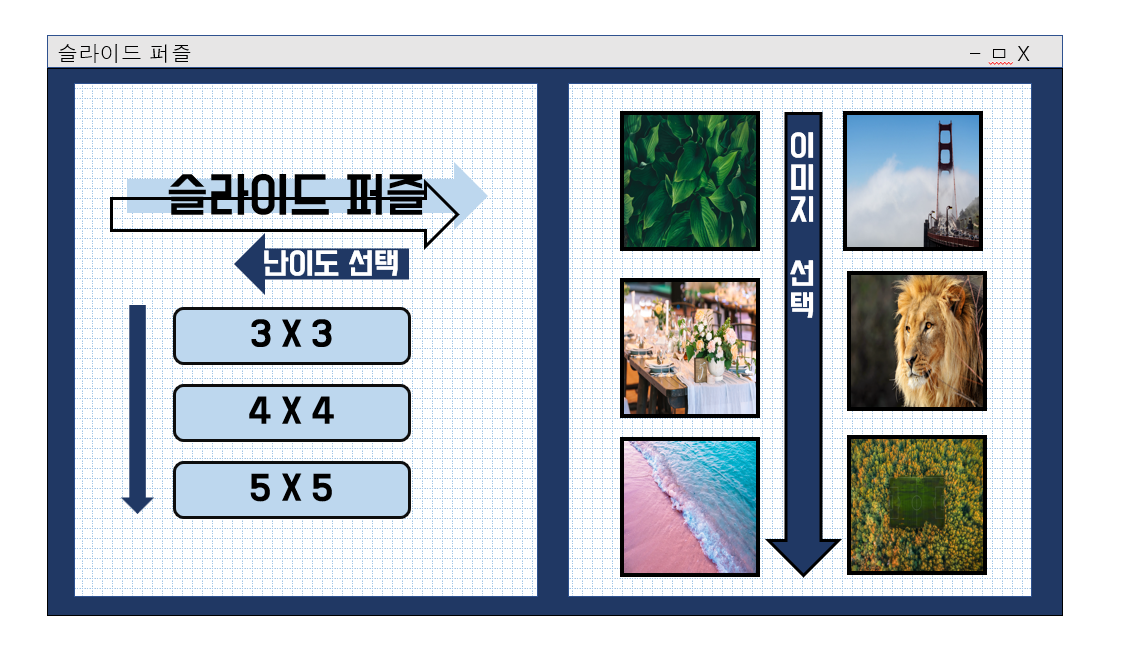 슬라이드 퍼즐
– ㅁ X
슬라이드 퍼즐
난이도 선택
3 X 3
4 X 4
5 X 5
이미지 선택